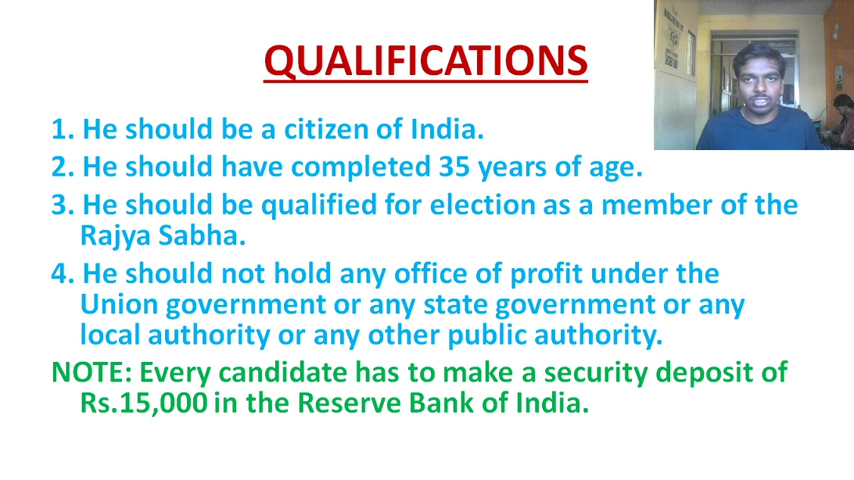 QUALIFICATIONS
1. He should be a citizen of India.
2. He should have completed 35 years of age.
3. He should be qualified for election as a member of the
Rajya Sabha.
4. He should not hold any office of profit under the
Union government or any state government or any
local authority or any other public authority.
NOTE: Every candidate has to make a security deposit of
Rs.15,000 in the Reserve Bank of India.